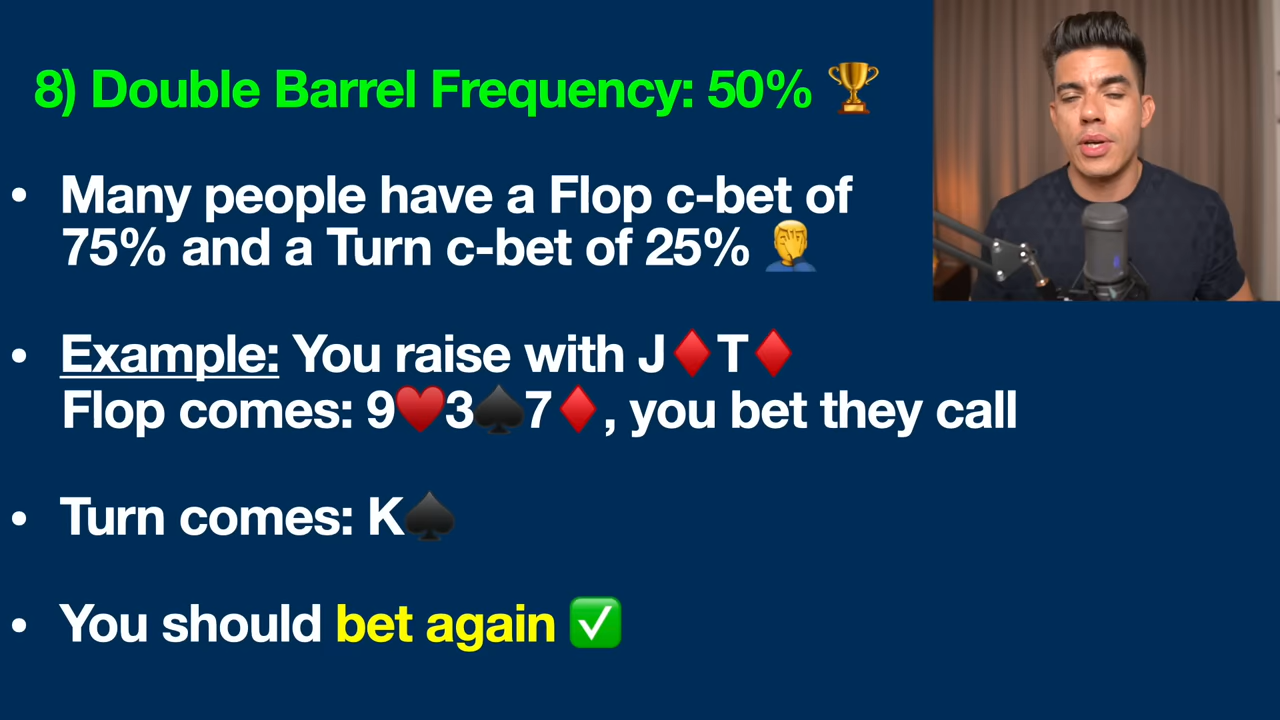 8) Double Barrel Frequency: 50% 🏆
• Many people have a Flop c-bet of
75% and a Turn c-bet of 25% 🤦‍♂️
• Example: You raise with J♦️T♦️
Flop comes: 9♥️3♠️7♦️, you bet they call
• Turn comes: K♠️
• You should bet again ✅